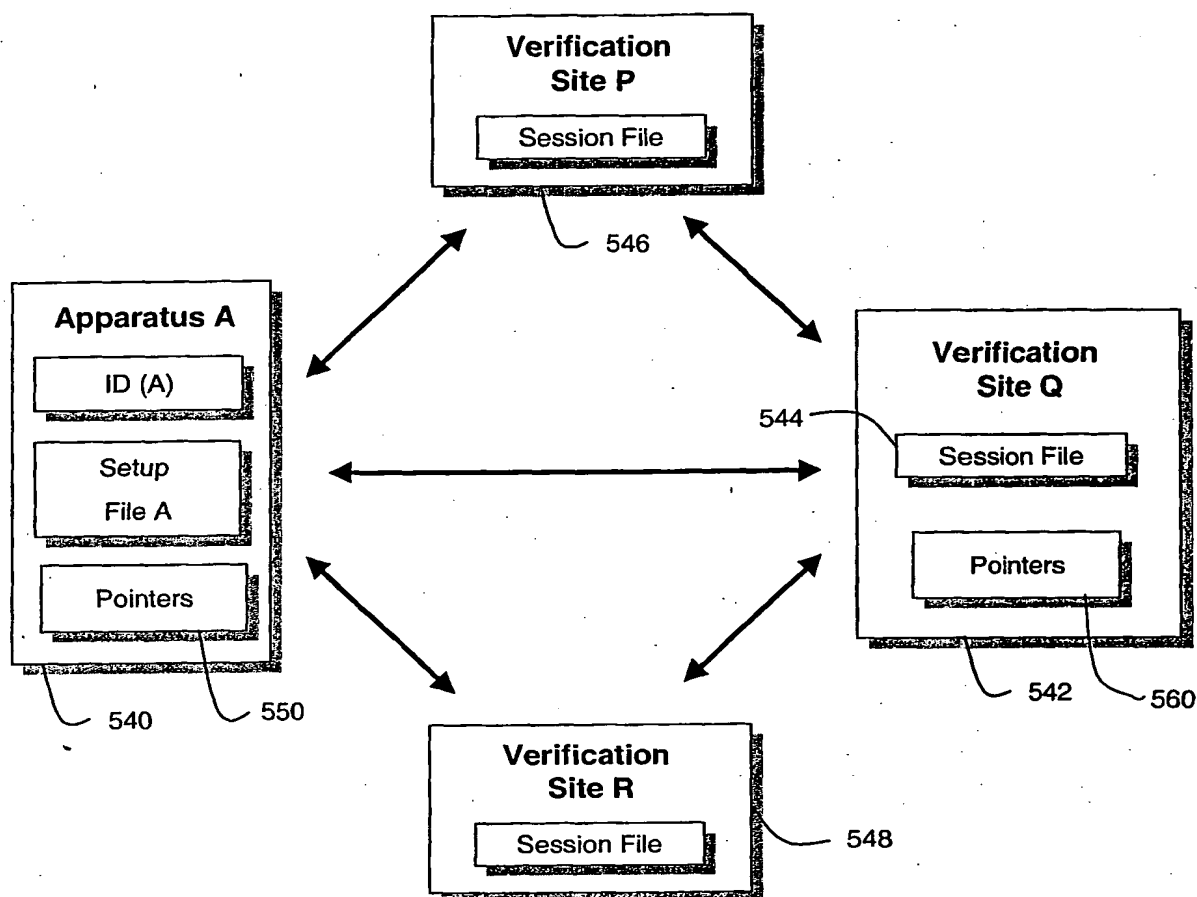 Verification
Site P
Session File
546
Apparatus A
ID (A)
Setup
File A
Pointers
540
550
Verification
Site Q
544
Session File
Pointers
542
560
Verification
Site R
Session File
548